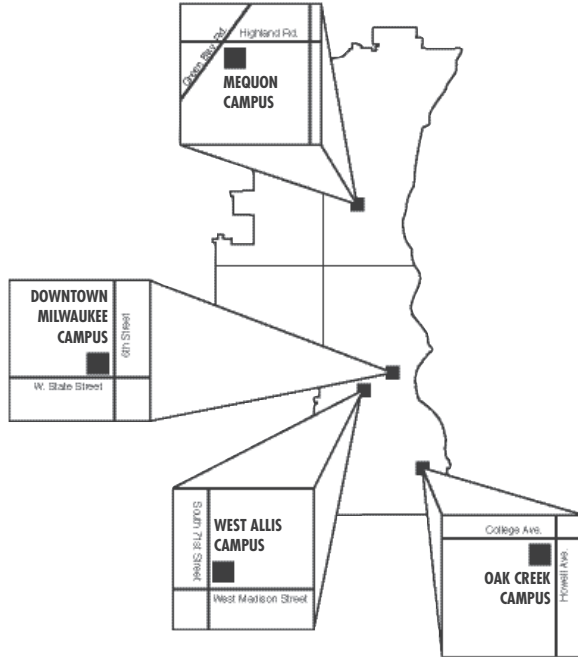 Highland Rd.
Green Bay Rd.
MEQUON
CAMPUS
DOWNTOWN
MILWAUKEE
CAMPUS
6th Street
W. State Street
South 71st Street
WEST ALLIS
CAMPUS
West Madison Street
College Ave.
OAK CREEK
CAMPUS
Howell Ave.